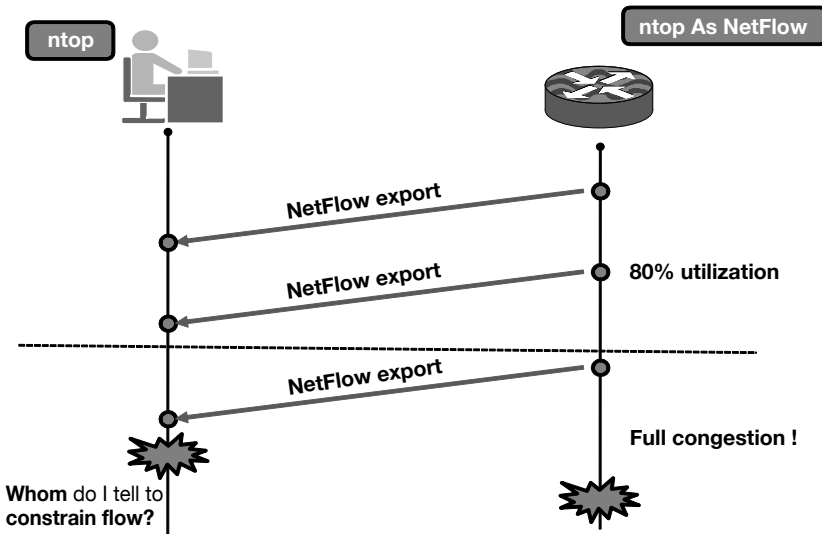 ntop
ntop As NetFlow
NetFlow export
NetFlow export
80% utilization
NetFlow export
Full congestion !
Whom do I tell to
constrain flow?